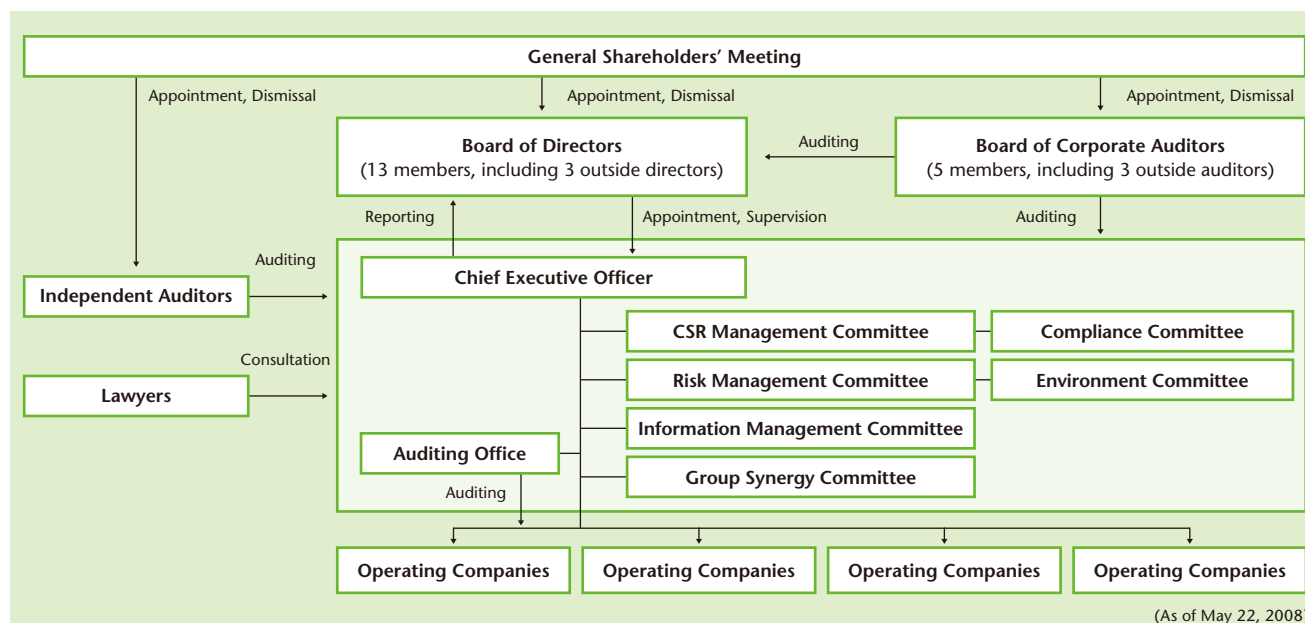 General Shareholders' Meeting
Appointment, Dismissal
Appointment, Dismissal
Appointment, Dismissal
Board of Directors
(13 members, including 3 outside directors)
Auditing
Board of Corporate Auditors
(5 members, including 3 outside auditors)
Reporting
Appointment, Supervision
Auditing
Auditing
Chief Executive Officer
Independent Auditors
CSR Management Committee
Compliance Committee
Consultation
Risk Management Committee
Environment Committee
Lawyers
Information Management Committee
Auditing Office
Group Synergy Committee
Auditing
Operating Companies
Operating Companies
Operating Companies
Operating Companies
(As of May 22, 2008)